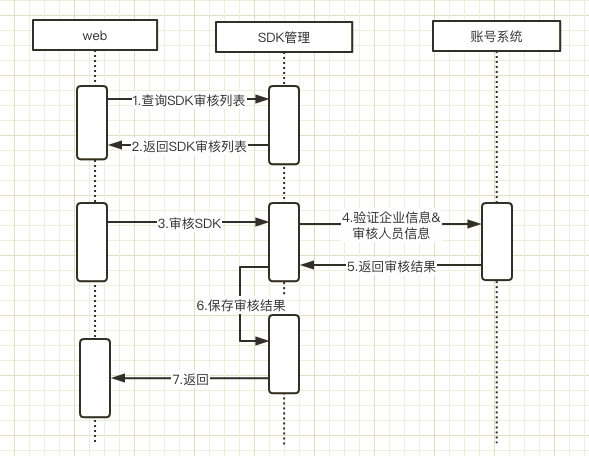 web
SDK管理
账号系统
1.查询SDK审核列表
2.返回SDK审核列表
3.审核SDK
4.验证企业信息&
审核人员信息
5.返回审核结果
6.保存审核结果
7.返回